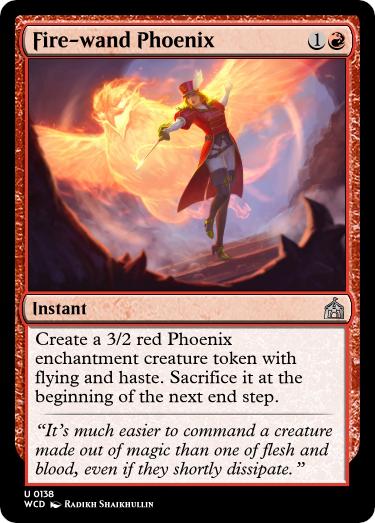 Fire-wand Phoenix 1
Instant
Create a 3/2 red Phoenix
enchantment creature token with
flying and haste. Sacrifice it at the
beginning of the next end step.
“It’s much easier to command a creature
made out of magic than one of flesh and
blood, even if they shortly dissipate.”
U 0138
WCD Radikh Shaikhullin